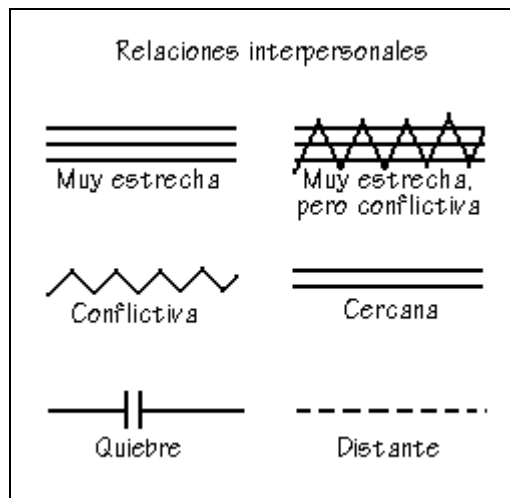 Relaciones interpersonales
Muy estrecha
Muy estrecha,
pero conflictiva
Conflictiva
Cercana
Quiebre
Distante